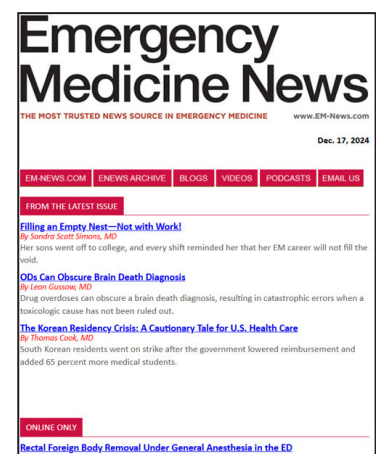 Emergency
Medicine News
THE MOST TRUSTED NEWS SOURCE IN EMERGENCY MEDICINE www.EM-News.com
Dec. 17, 2024
EM-NEWS.COM ENEWS ARCHIVE BLOGS VIDEOS PODCASTS EMAIL US
FROM THE LATEST ISSUE
Filling an Empty Nest—Not with Work!
By Sandra Scott Simons, MD
Her sons went off to college, and every shift reminded her that her EM career will not fill the
void.
ODs Can Obscure Brain Death Diagnosis
By Leon Gussow, MD
Drug overdoses can obscure a brain death diagnosis, resulting in catastrophic errors when a
toxicologic cause has not been ruled out.
The Korean Residency Crisis: A Cautionary Tale for U.S. Health Care
By Thomas Cook, MD
South Korean residents went on strike after the government lowered reimbursement and
added 65 percent more medical students.
ONLINE ONLY
Rectal Foreign Body Removal Under General Anesthesia in the ED